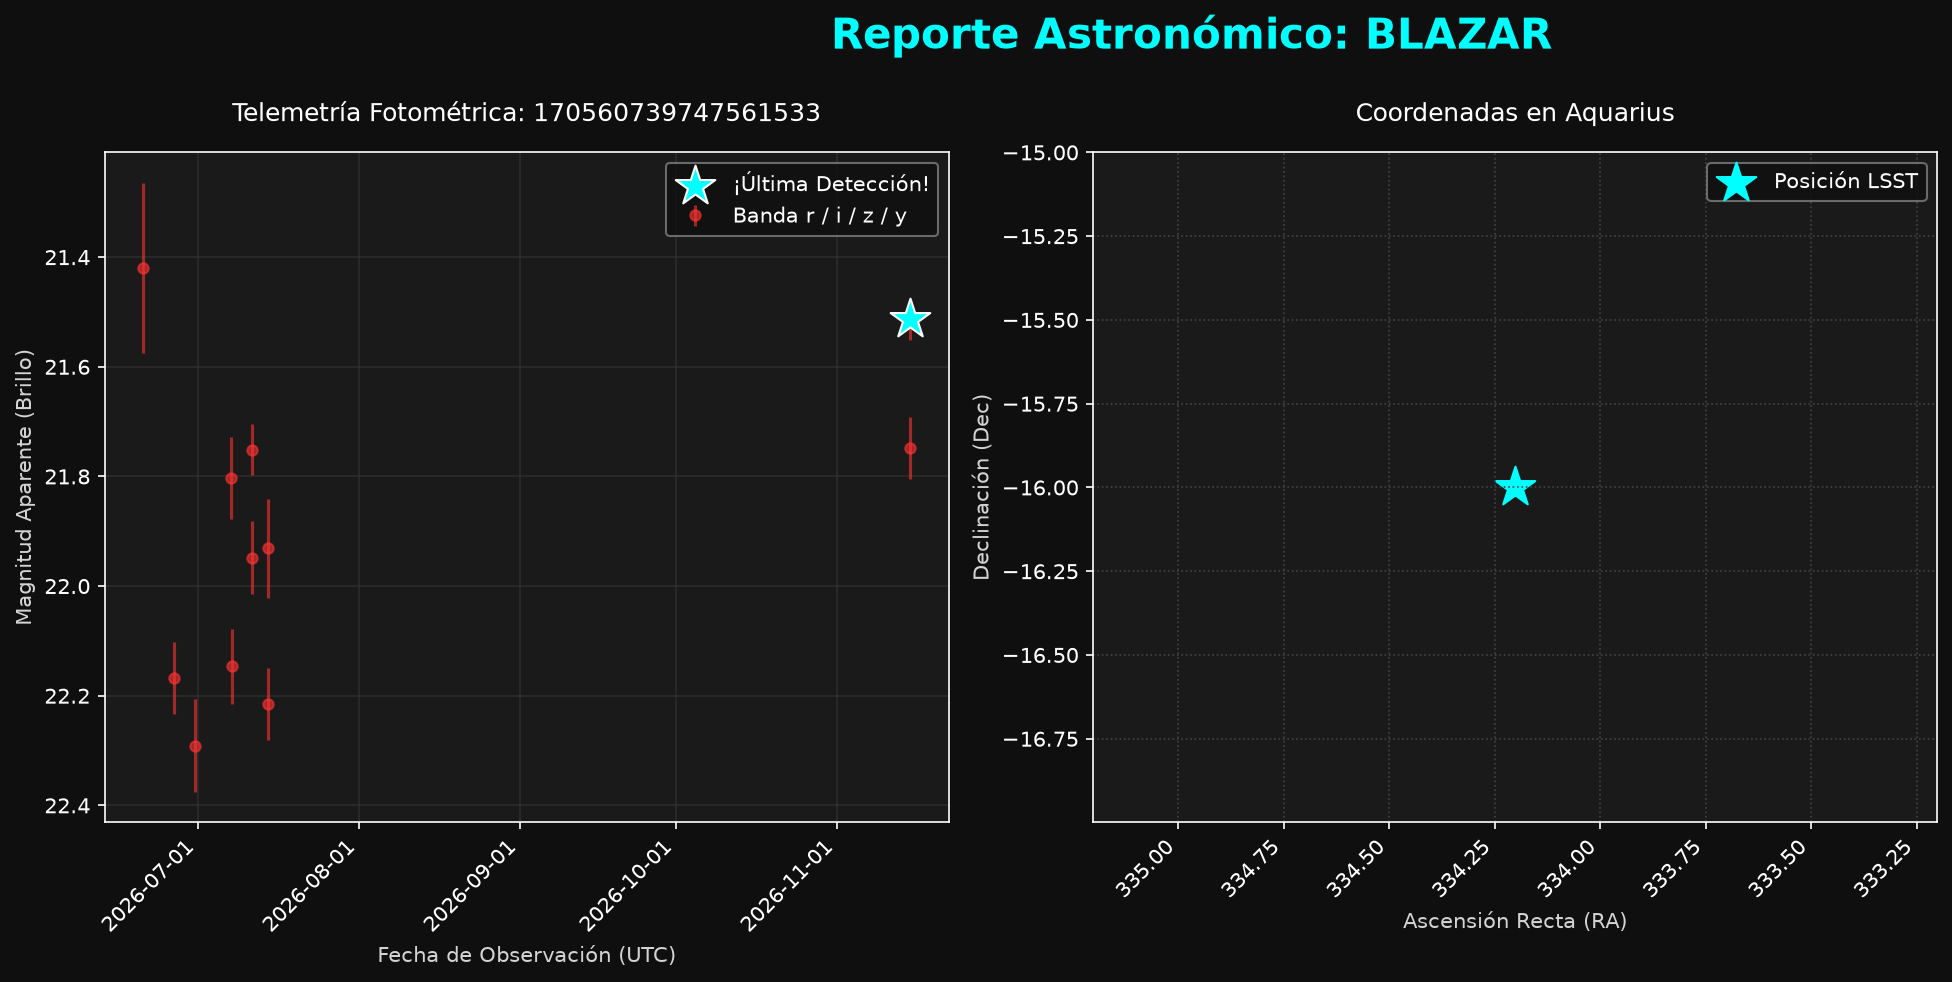 Reporte Astronómico: BLAZAR
Telemetría Fotométrica: 170560739747561533
¡Última Detección!
Banda r / i / z / y
Magnitud Aparente (Brillo)
21.4
21.6
21.8
22.0
22.2
22.4
2026-07-01
2026-08-01
2026-09-01
2026-10-01
2026-11-01
Fecha de Observación (UTC)
Coordenadas en Aquarius
Posición LSST
Declinación (Dec)
−15.00
−15.25
−15.50
−15.75
−16.00
−16.25
−16.50
−16.75
335.00
334.75
334.50
334.25
334.00
333.75
333.50
333.25
Ascensión Recta (RA)